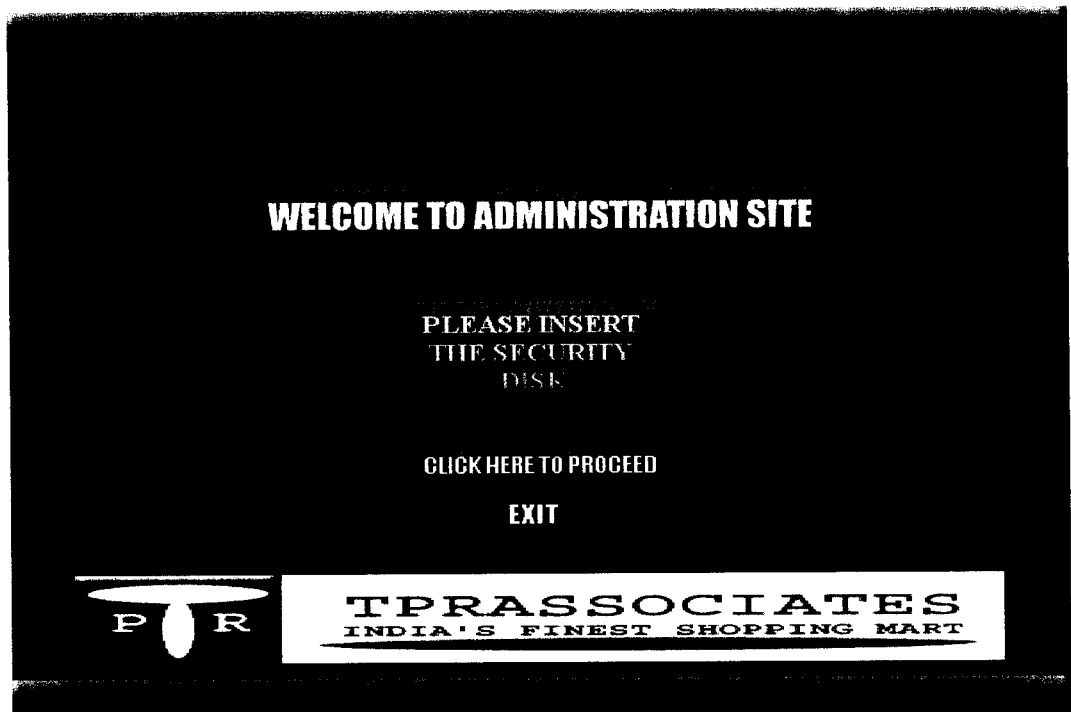 WELCOME TO ADMINISTRATION SITE
PLEASE INSERT
THE SECURITY
DISK
CLICK HERE TO PROCEED
EXIT
P R
TPRASSOCIATES
INDIA'S FINEST SHOPPING MART